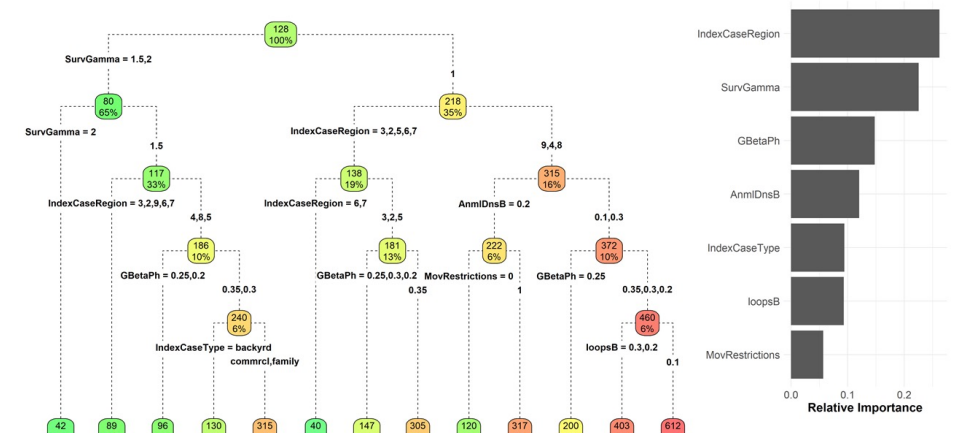 128
100%
SurvGamma = 1.5,2
1
80
65%
218
35%
SurvGamma = 2
1.5
IndexCaseRegion = 3,2,5,6,7
9,4,8
117
33%
138
19%
315
16%
IndexCaseRegion = 3,2,9,6,7
4,8,5
IndexCaseRegion = 6,7
3,2,5
AnmlDnsB = 0.2
0.1,0.3
186
10%
181
13%
222
6%
372
10%
GBetaPh = 0.25,0.2
0.35,0.3
GBetaPh = 0.25,0.3,0.2
0.35
MovRestrictions = 0
1
GBetaPh = 0.25
0.35,0.3,0.2
240
6%
460
6%
IndexCaseType = backyrd
commrcl,family
loopsB = 0.3,0.2
0.1
42
89
96
130
315
40
147
305
120
317
200
403
612
IndexCaseRegion
SurvGamma
GBetaPh
AnmlDnsB
IndexCaseType
loopsB
MovRestrictions
0.0
0.1
0.2
Relative Importance